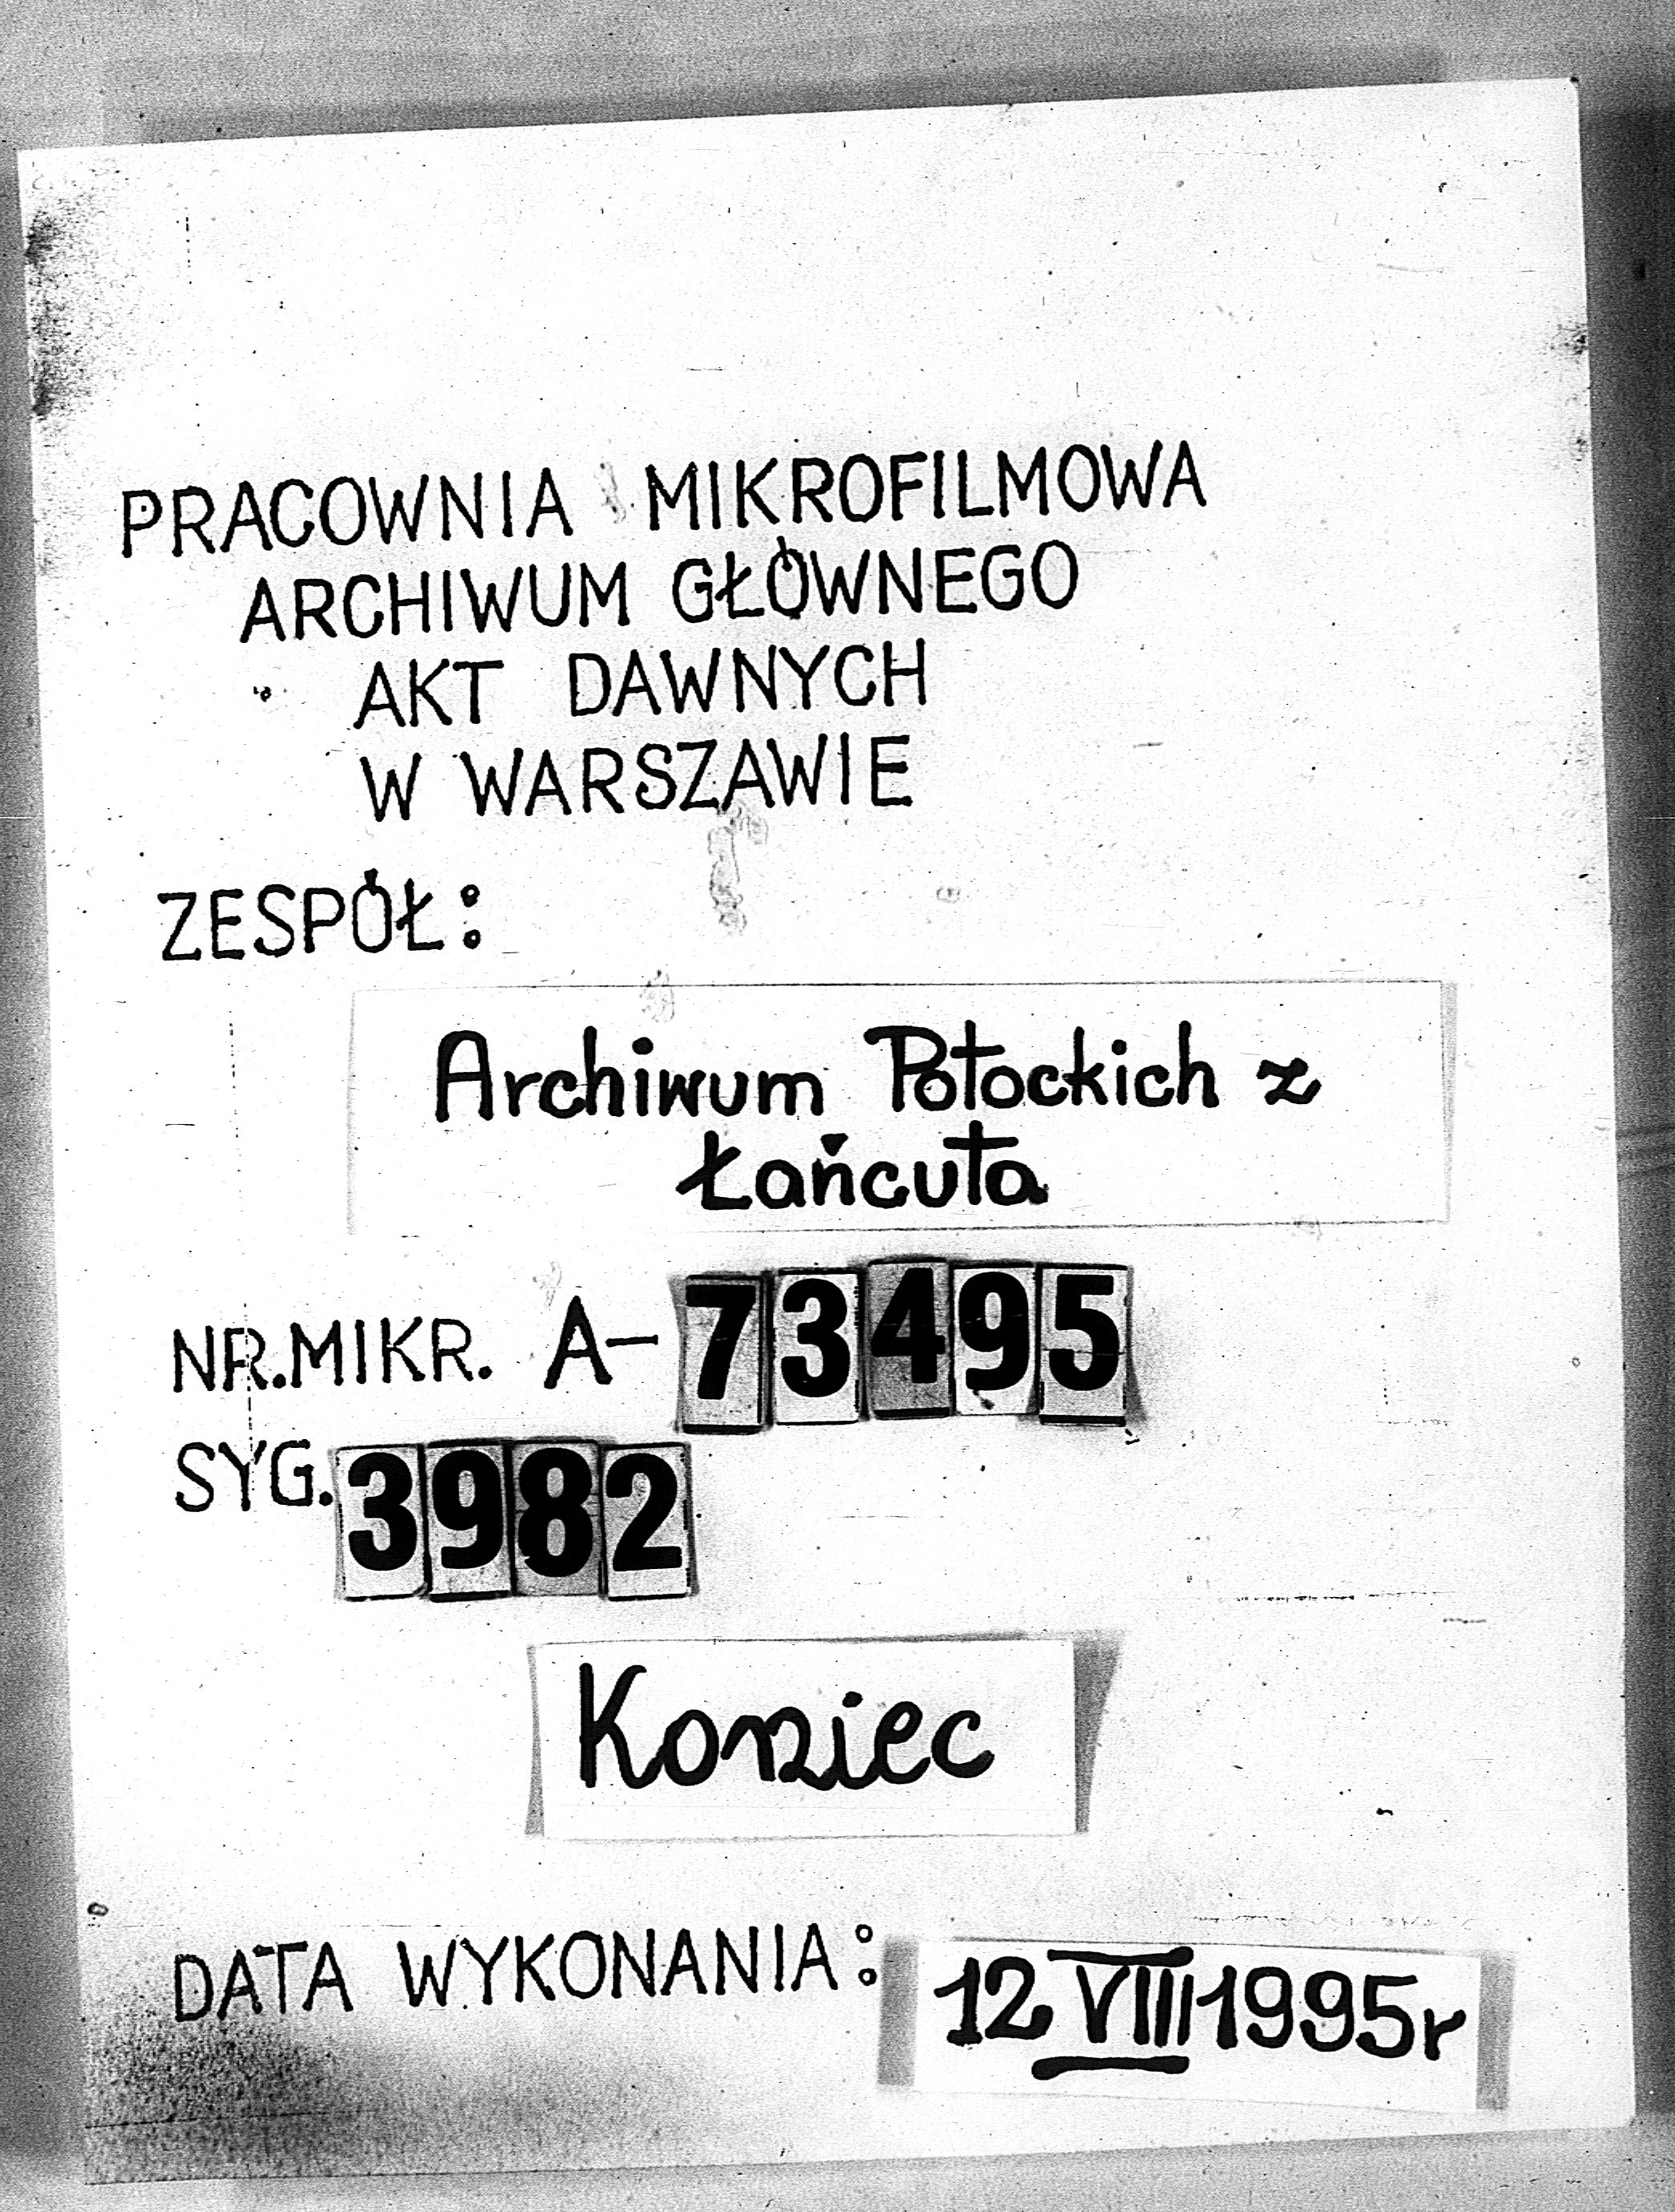 PRACOWNIA MIKROFILMOWA
ARCHIWUM GŁÓWNEGO
AKT DAWNYCH
W WARSZAWIE
ZESPÓŁ:
Archiwum Potockich z
Łańcuta
NR.MIKR. A-73495
SYG. 3982
Koniec
DATA WYKONANIA: 12 VIII 1995r